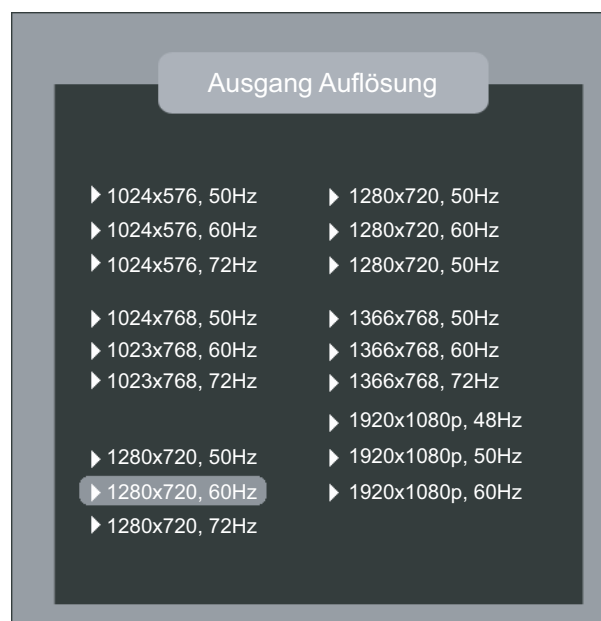 Ausgang Auflösung
1024x576, 50Hz
1024x576, 60Hz
1024x576, 72Hz
1024x768, 50Hz
1023x768, 60Hz
1023x768, 72Hz
1280x720, 50Hz
1280x720, 60Hz
1280x720, 72Hz
1280x720, 50Hz
1280x720, 60Hz
1280x720, 50Hz
1366x768, 50Hz
1366x768, 60Hz
1366x768, 72Hz
1920x1080p, 48Hz
1920x1080p, 50Hz
1920x1080p, 60Hz